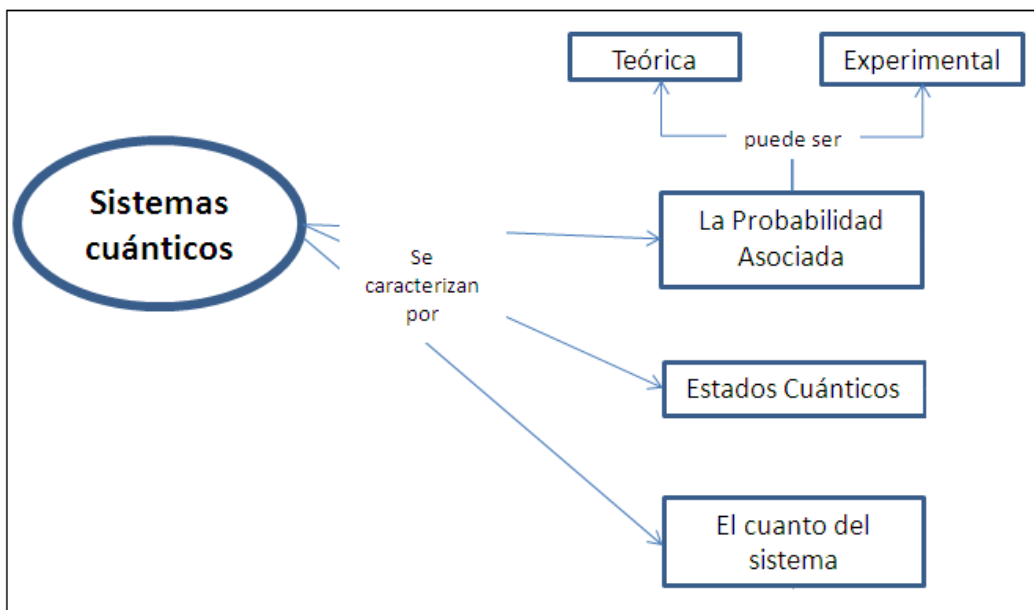 Teórica
Experimental
puede ser
Sistemas
cuánticos
La Probabilidad
Asociada
Se
caracterizan
por
Estados Cuánticos
El cuanto del
sistema